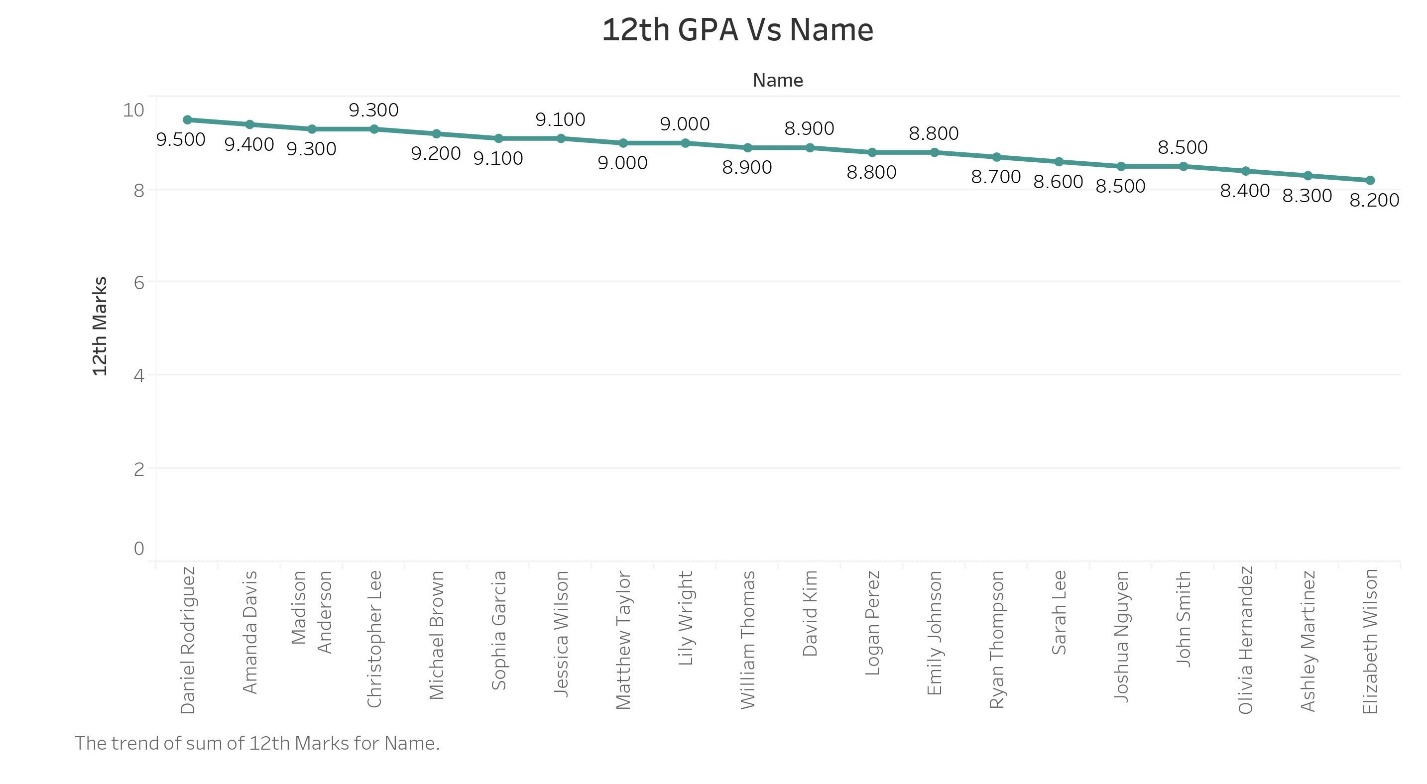 12th GPA Vs Name
Name
12th Marks
10
8
6
4
2
0
9.500
9.400
9.300
9.300
9.200
9.100
9.100
9.000
9.000
8.900
8.900
8.800
8.800
8.700
8.600
8.500
8.500
8.400
8.300
8.200
Daniel Rodriguez
Amanda Davis
Madison
Anderson
Christopher Lee
Michael Brown
Sophia Garcia
Jessica Wilson
Matthew Taylor
Lily Wright
William Thomas
David Kim
Logan Perez
Emily Johnson
Ryan Thompson
Sarah Lee
Joshua Nguyen
John Smith
Olivia Hernandez
Ashley Martinez
Elizabeth Wilson
The trend of sum of 12th Marks for Name.